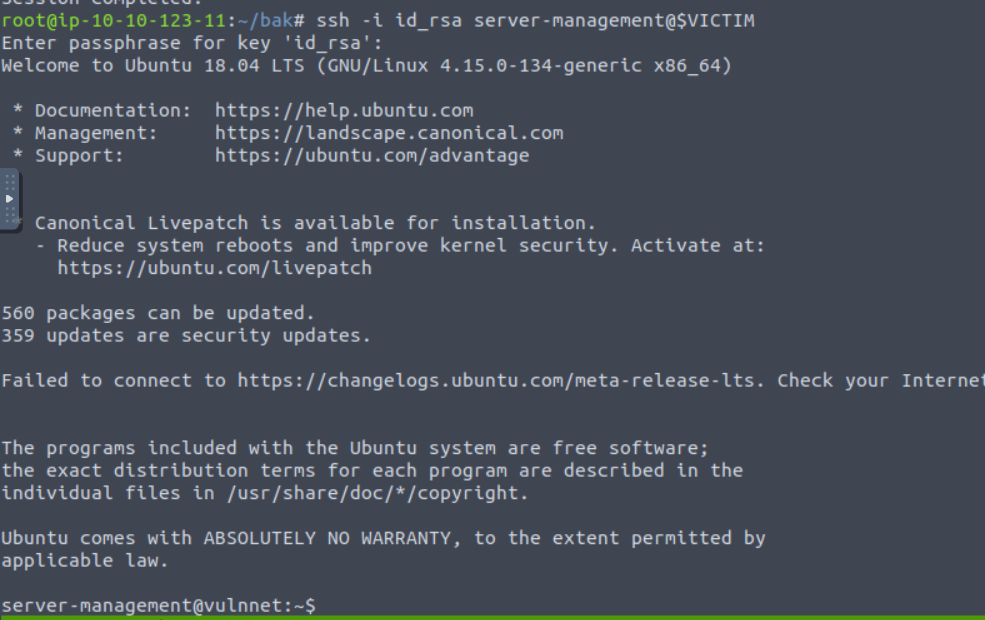 Session completed.
root@ip-10-10-123-11:~/bak# ssh -i id_rsa server-management@$VICTIM
Enter passphrase for key 'id_rsa':
Welcome to Ubuntu 18.04 LTS (GNU/Linux 4.15.0-134-generic x86_64)
* Documentation:  https://help.ubuntu.com
* Management:     https://landscape.canonical.com
* Support:        https://ubuntu.com/advantage
* Canonical Livepatch is available for installation.
- Reduce system reboots and improve kernel security. Activate at:
https://ubuntu.com/livepatch
560 packages can be updated.
359 updates are security updates.
Failed to connect to https://changelogs.ubuntu.com/meta-release-lts. Check your Internet
The programs included with the Ubuntu system are free software;
the exact distribution terms for each program are described in the
individual files in /usr/share/doc/*/copyright.
Ubuntu comes with ABSOLUTELY NO WARRANTY, to the extent permitted by
applicable law.
server-management@vulnnet:~$